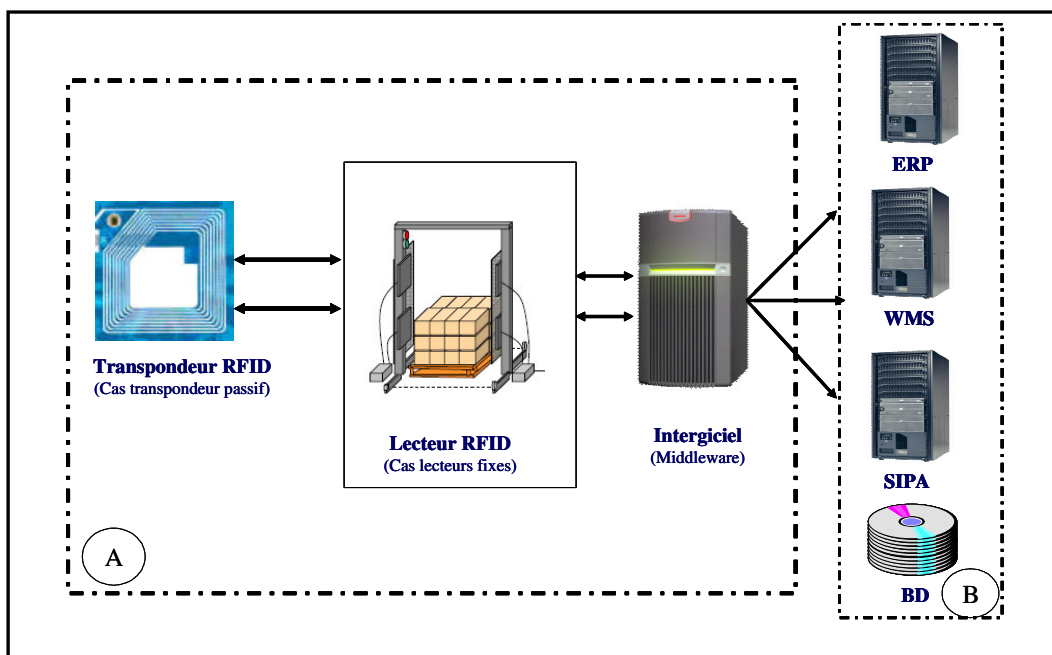 ERP
WMS
Transpondeur RFID
(Cas transpondeur passif)
Lecteur RFID
(Cas lecteurs fixes)
Intergiciel
(Middleware)
SIPA
A
BD
B